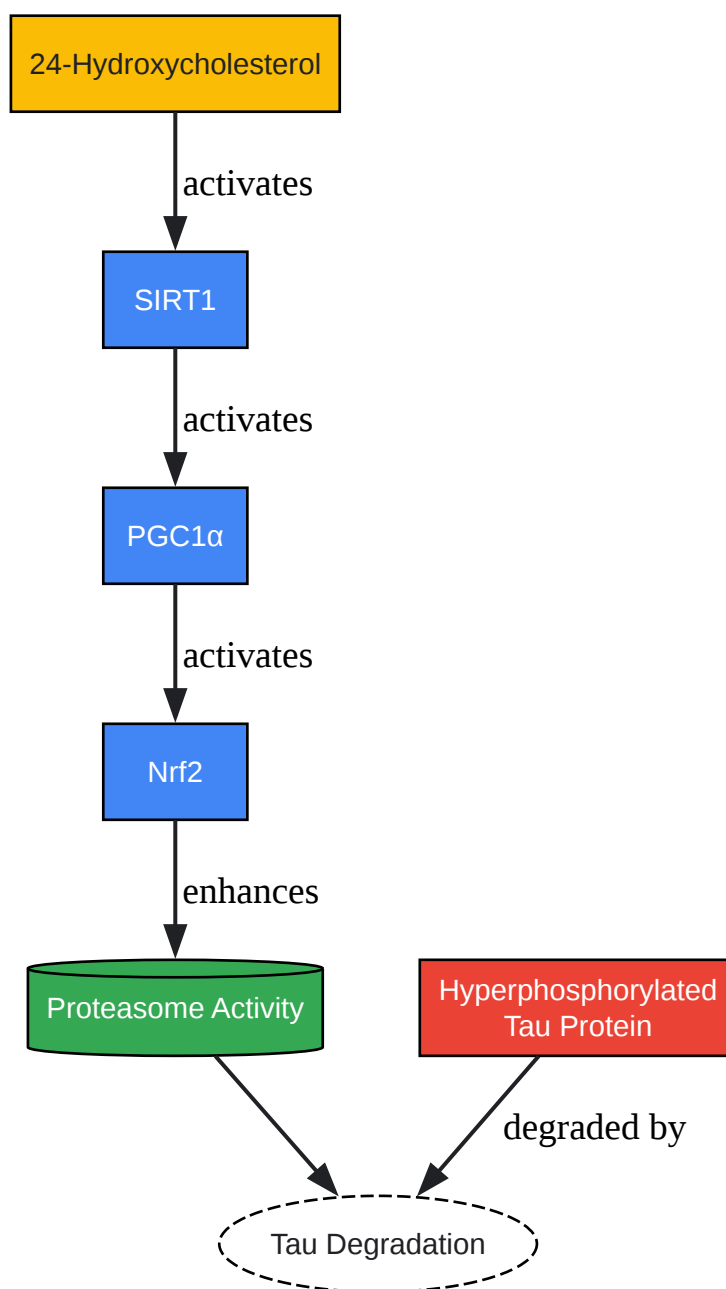 24-Hydroxycholesterol
activates
SIRT1
activates
PGC1α
activates
Nrf2
enhances
Proteasome Activity
Hyperphosphorylated
Tau Protein
degraded by
Tau Degradation